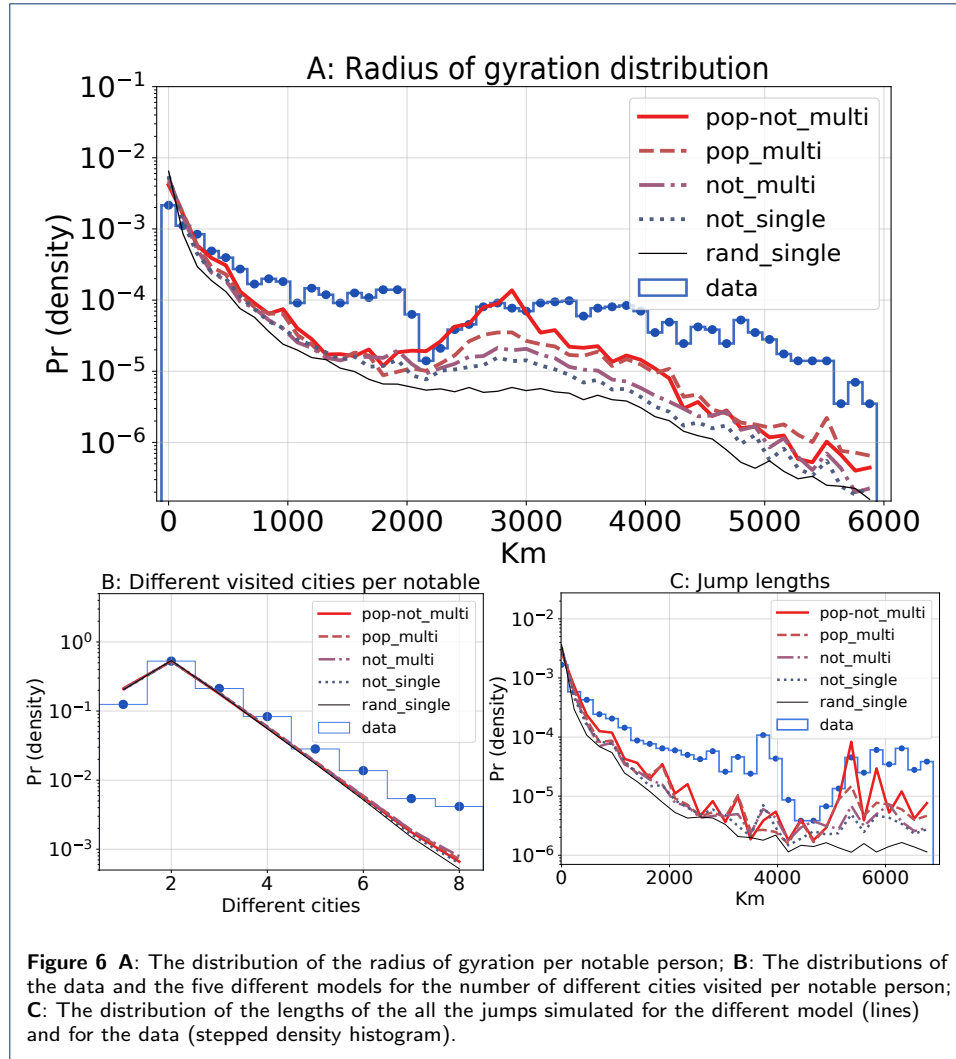 A: Radius of gyration distribution
10^-1
10^-2
10^-3
10^-4
10^-5
10^-6
Pr (density)
pop-not_multi
pop_multi
not_multi
not_single
rand_single
data
0 1000 2000 3000 4000 5000 6000
Km
B: Different visited cities per notable
10^0
10^-1
10^-2
10^-3
Pr (density)
pop-not_multi
pop_multi
not_multi
not_single
rand_single
data
2 4 6 8
Different cities
C: Jump lengths
10^-2
10^-3
10^-4
10^-5
10^-6
Pr (density)
pop-not_multi
pop_multi
not_multi
not_single
rand_single
data
0 2000 4000 6000
Km
Figure 6 A: The distribution of the radius of gyration per notable person; B: The distributions of
the data and the five different models for the number of different cities visited per notable person;
C: The distribution of the lengths of the all the jumps simulated for the different model (lines)
and for the data (stepped density histogram).